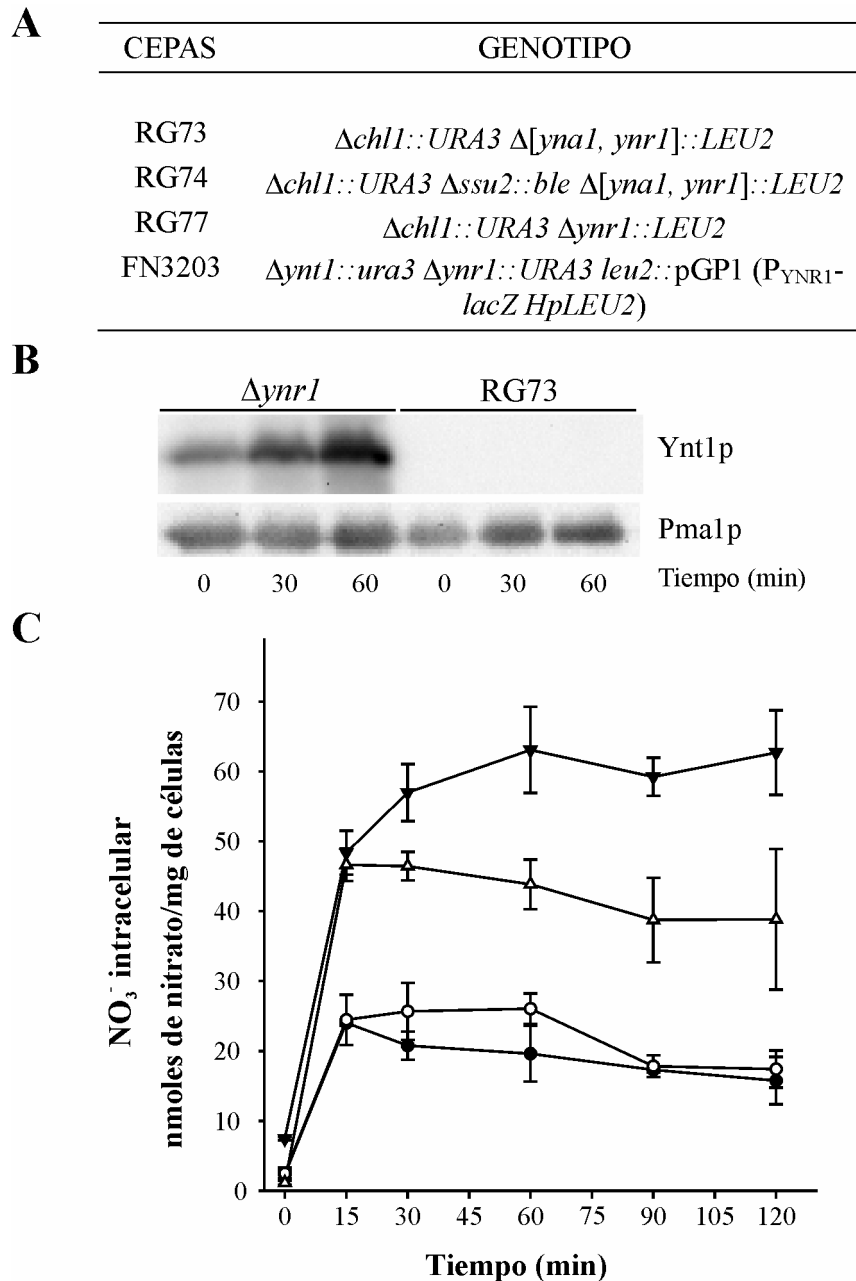 A
CEPAS GENOTIPO
RG73 Δchl1::URA3 Δ[yna1, ynr1]::LEU2
RG74 Δchl1::URA3 Δssu2::ble Δ[yna1, ynr1]::LEU2
RG77 Δchl1::URA3 Δynr1::LEU2
FN3203 Δynt1::ura3 Δynr1::URA3 leu2::pGP1 (P_YNR1-
lacZ HpLEU2)
B
Δynr1 RG73
Ynt1p
Pma1p
0 30 60 0 30 60 Tiempo (min)
C
NO₃⁻ intracelular
nmoles de nitrato/mg de células
70
60
50
40
30
20
10
0
0 15 30 45 60 75 90 105 120
Tiempo (min)